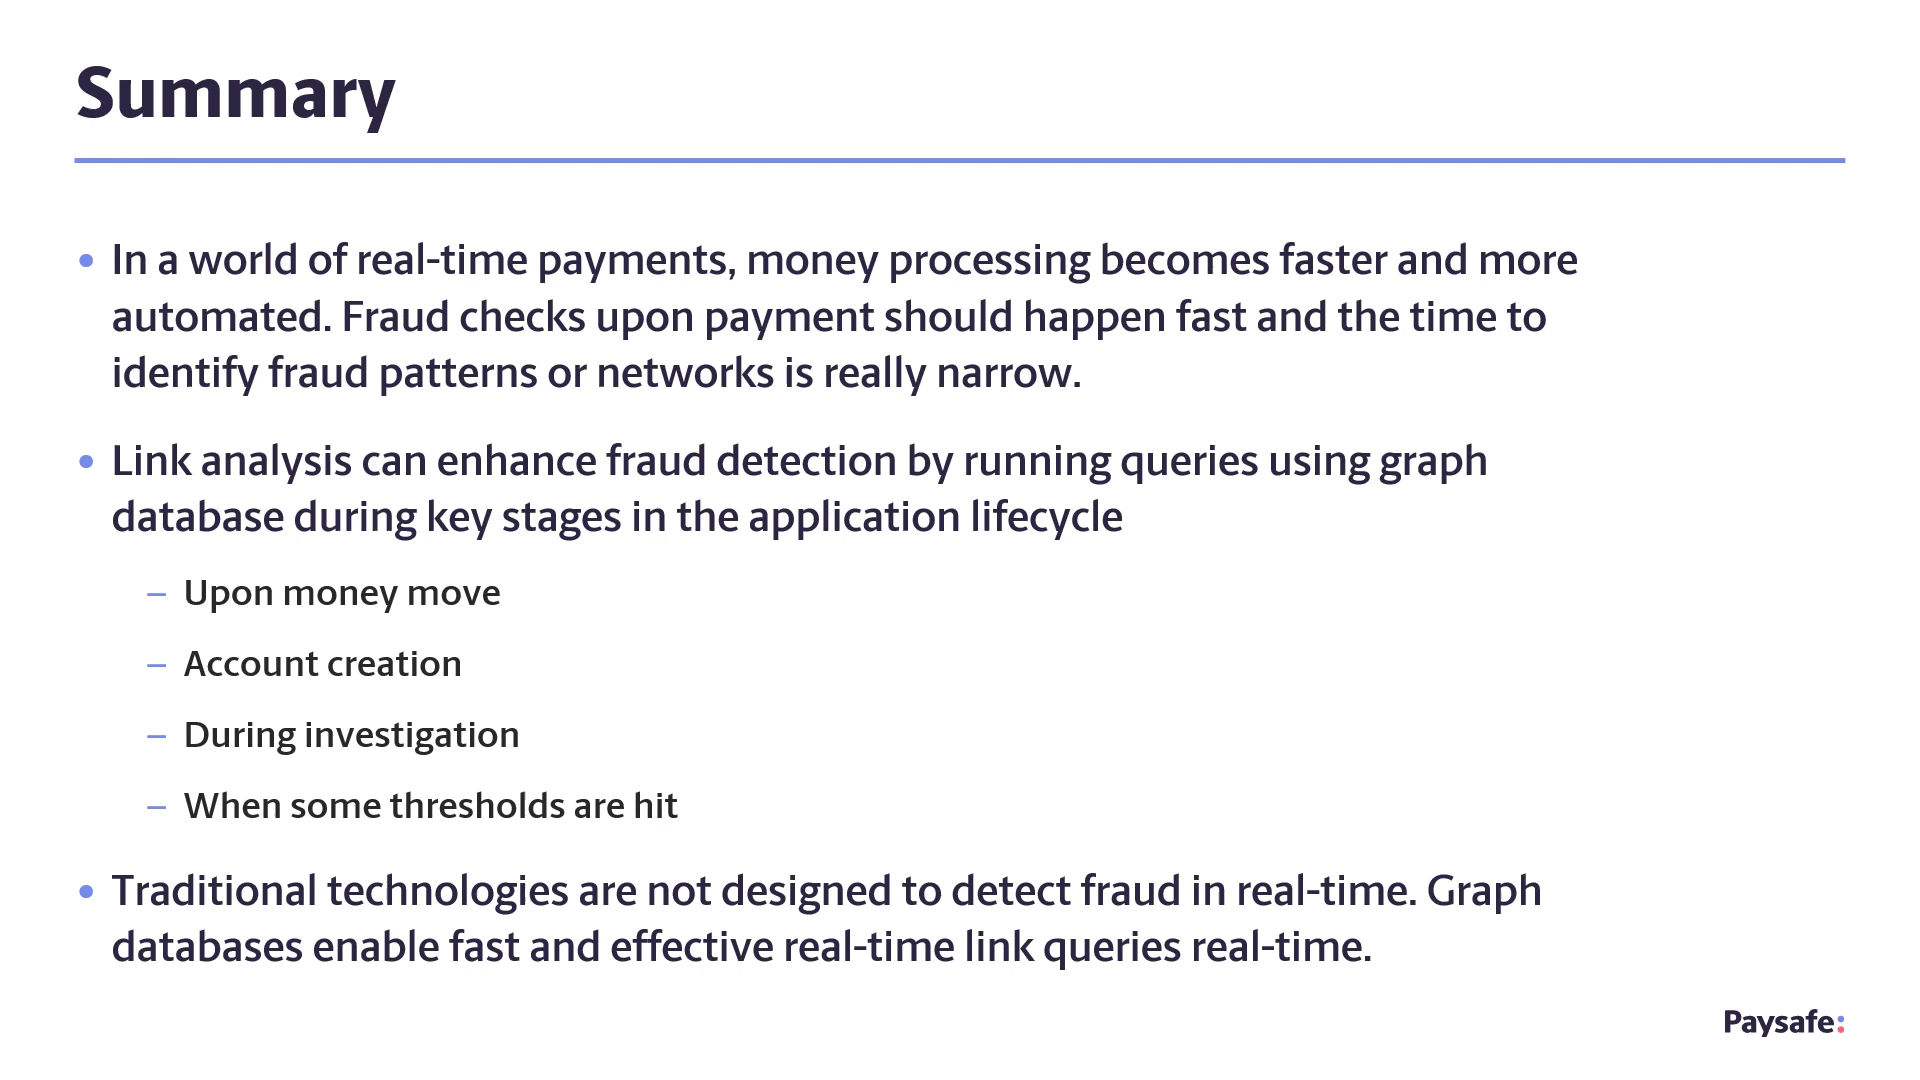 Summary
• In a world of real-time payments, money processing becomes faster and more
automated. Fraud checks upon payment should happen fast and the time to
identify fraud patterns or networks is really narrow.
• Link analysis can enhance fraud detection by running queries using graph
database during key stages in the application lifecycle
– Upon money move
– Account creation
– During investigation
– When some thresholds are hit
• Traditional technologies are not designed to detect fraud in real-time. Graph
databases enable fast and effective real-time link queries real-time.
Paysafe: